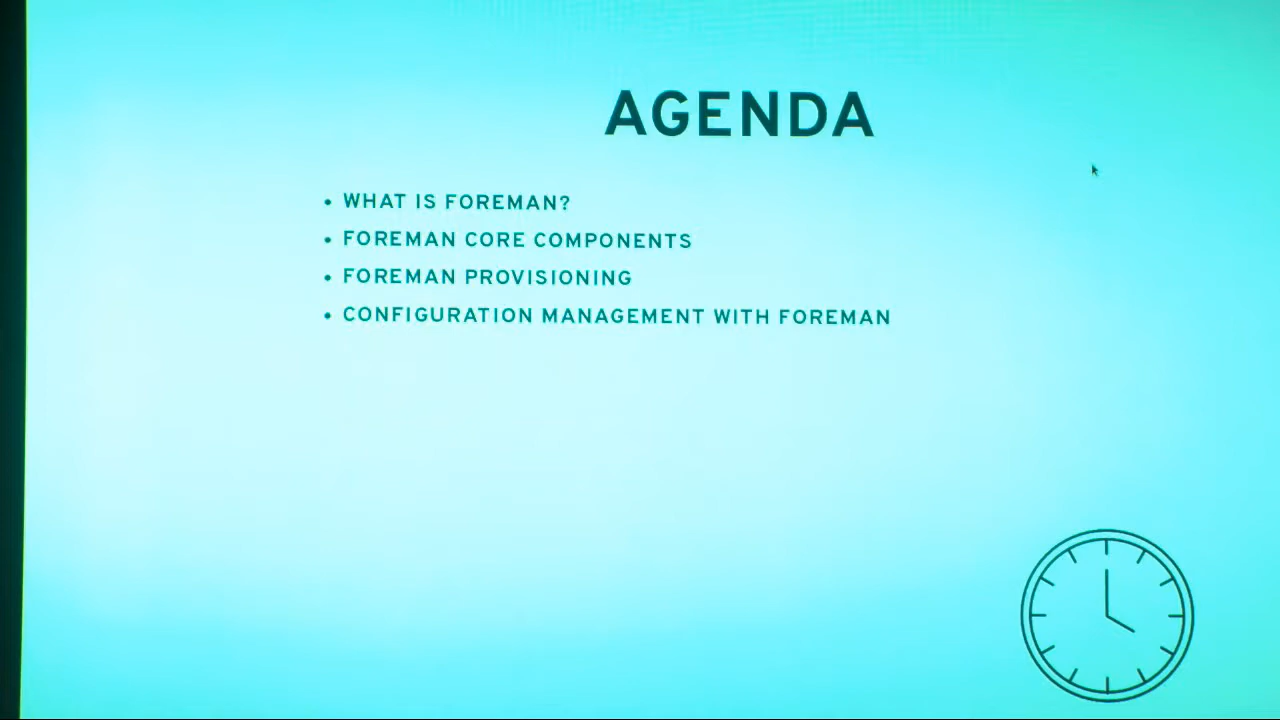 AGENDA
• WHAT IS FOREMAN?
• FOREMAN CORE COMPONENTS
• FOREMAN PROVISIONING
• CONFIGURATION MANAGEMENT WITH FOREMAN